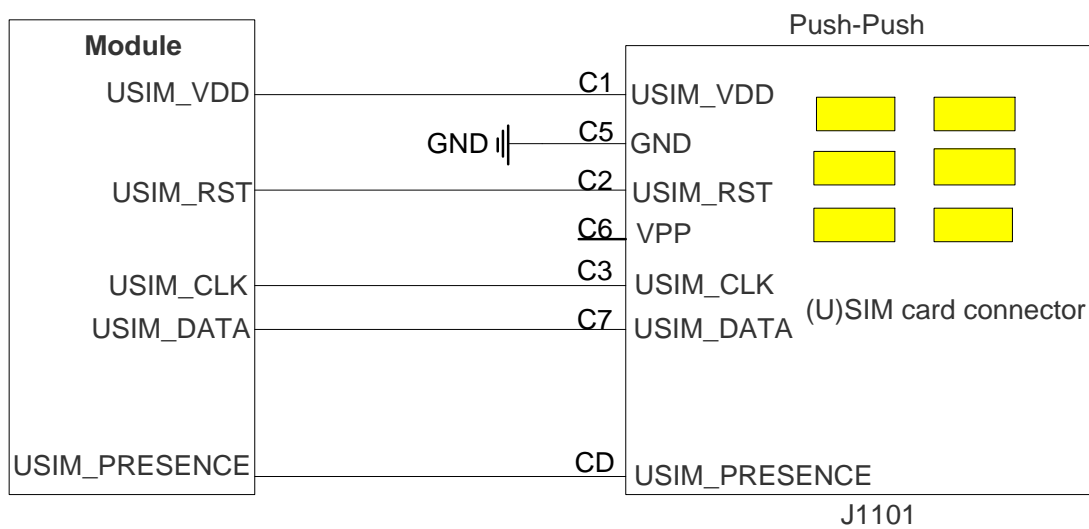 Push-Push
Module
USIM_VDD C1 USIM_VDD
GND C5 GND
USIM_RST C2 USIM_RST
C6 VPP
USIM_CLK C3 USIM_CLK
USIM_DATA C7 USIM_DATA
(U)SIM card connector
USIM_PRESENCE CD USIM_PRESENCE
J1101